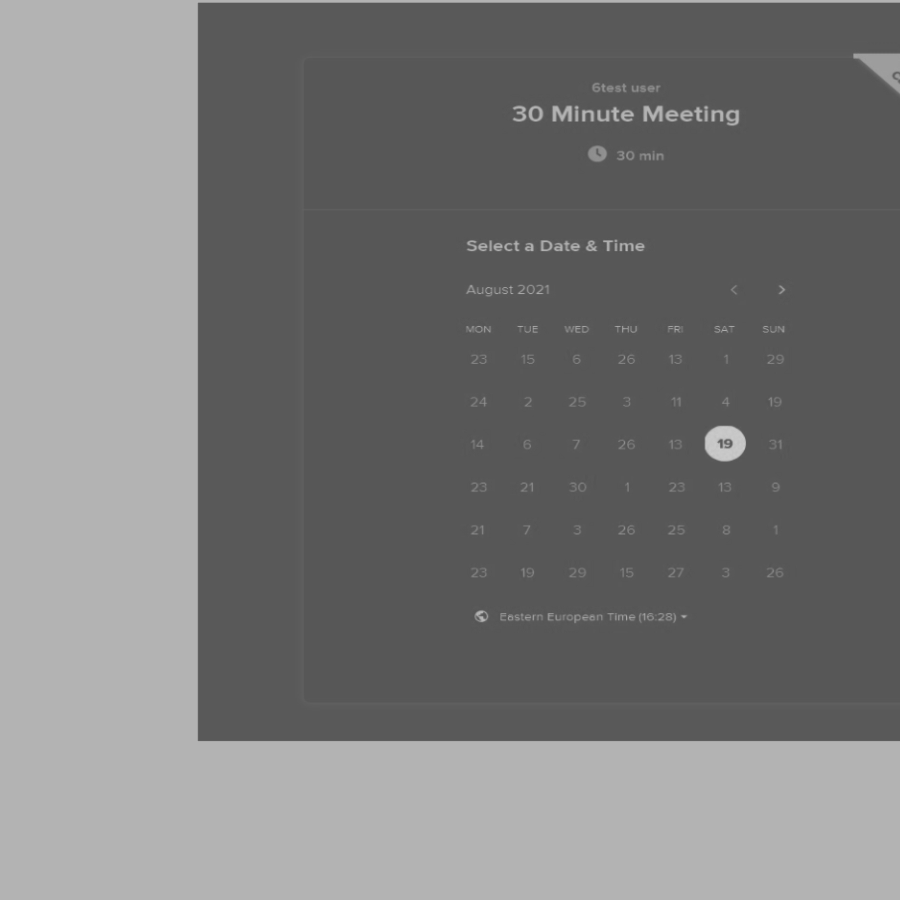 6test user
30 Minute Meeting
30 min
Select a Date & Time
August 2021
MON TUE WED THU FRI SAT SUN
23 15 6 26 13 1 29
24 2 25 3 11 4 19
14 6 7 26 13 19 31
23 21 30 1 23 13 9
21 7 3 26 25 8 1
23 19 29 15 27 3 26
Eastern European Time (16:28)